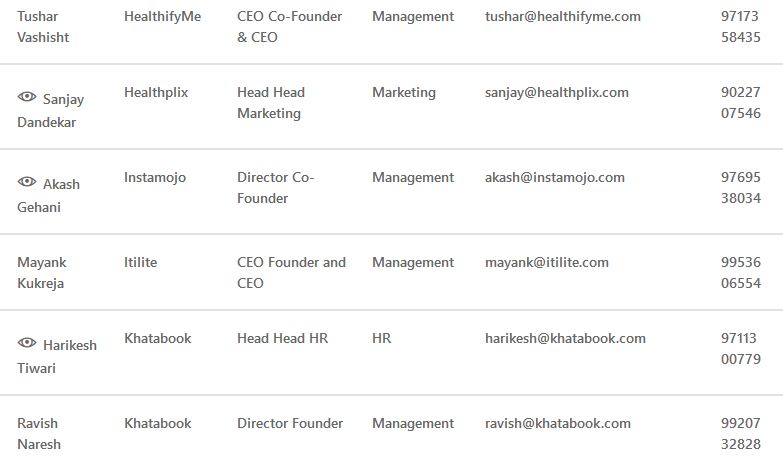 Tushar Vashisht HealthifyMe CEO Co-Founder & CEO Management tushar@healthifyme.com 97173 58435
Sanjay Dandekar Healthplix Head Head Marketing Marketing sanjay@healthplix.com 90227 07546
Akash Gehani Instamojo Director Co-Founder Management akash@instamojo.com 97695 38034
Mayank Kukreja Itilite CEO Founder and CEO Management mayank@itilite.com 99536 06554
Harikesh Tiwari Khatabook Head Head HR HR harikesh@khatabook.com 97113 00779
Ravish Naresh Khatabook Director Founder Management ravish@khatabook.com 99207 32828